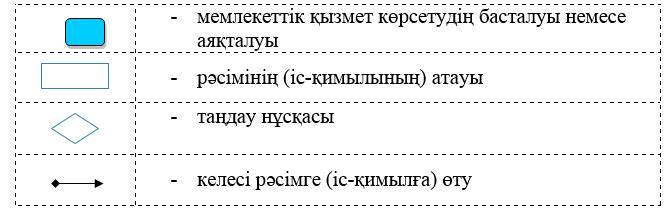 - мемлекеттік қызмет көрсетудің басталуы немесе
аяқталуы
- рәсімінің (іс-қимылының) атауы
- таңдау нұсқасы
- келесі рәсімге (іс-қимылға) өту